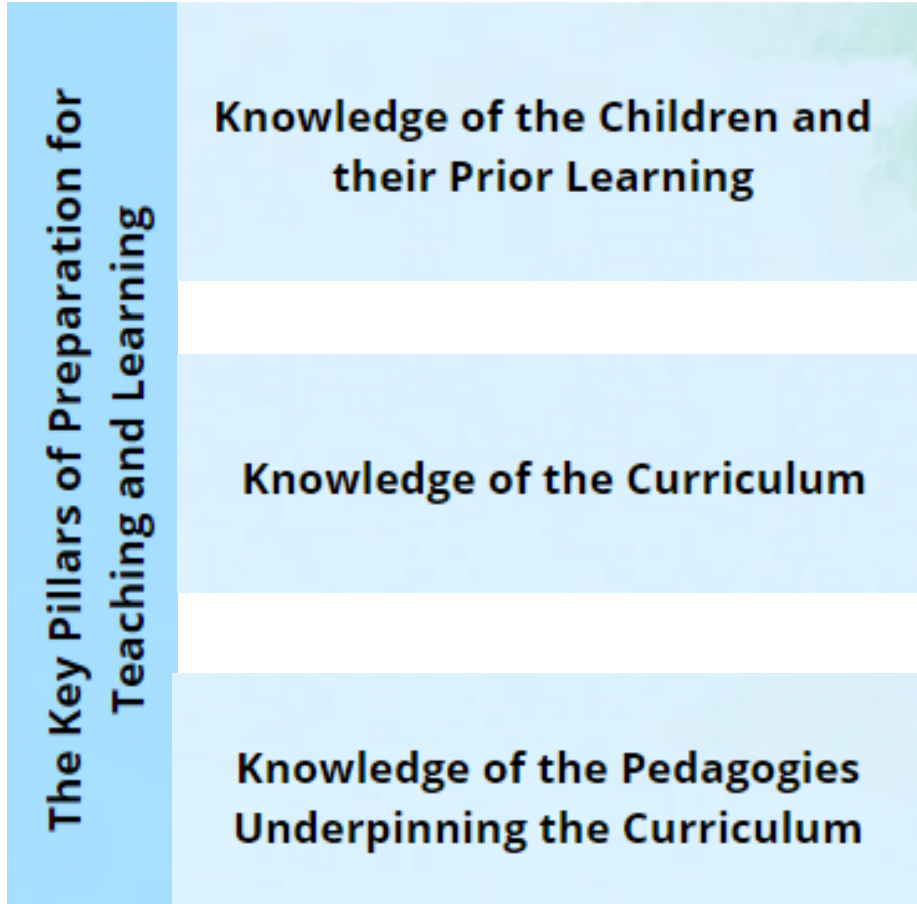 The Key Pillars of Preparation for
Teaching and Learning
Knowledge of the Children and
their Prior Learning
Knowledge of the Curriculum
Knowledge of the Pedagogies
Underpinning the Curriculum